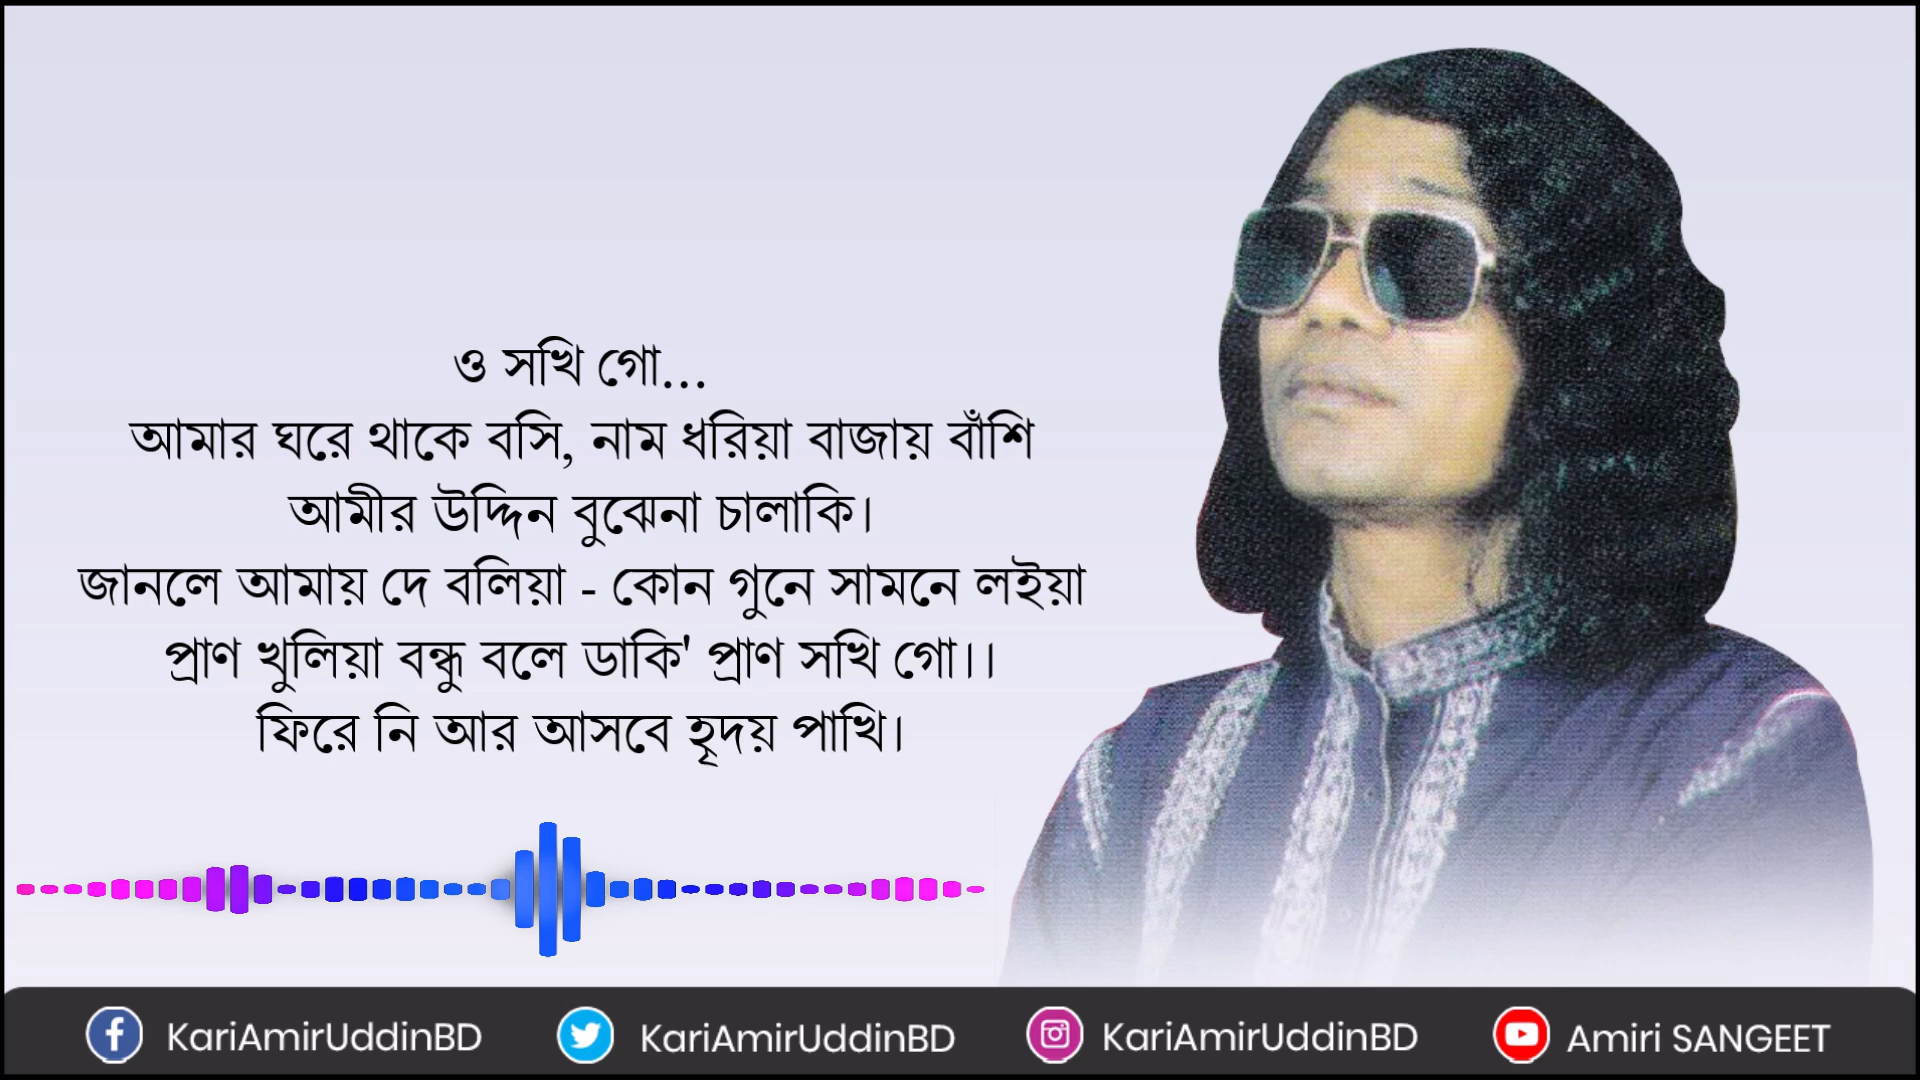 ও সখি গো...
আমার ঘরে থাকে বসি, নাম ধরিয়া বাজায় বাঁশি
আমীর উদ্দিন বুঝেনা চালাকি।
জানলে আমায় দে বলিয়া - কোন গুনে সামনে লইয়া
প্রাণ খুলিয়া বন্ধু বলে ডাকি' প্রাণ সখি গো।।
ফিরে নি আর আসবে হৃদয় পাখি।
KariAmirUddinBD KariAmirUddinBD KariAmirUddinBD Amiri SANGEET